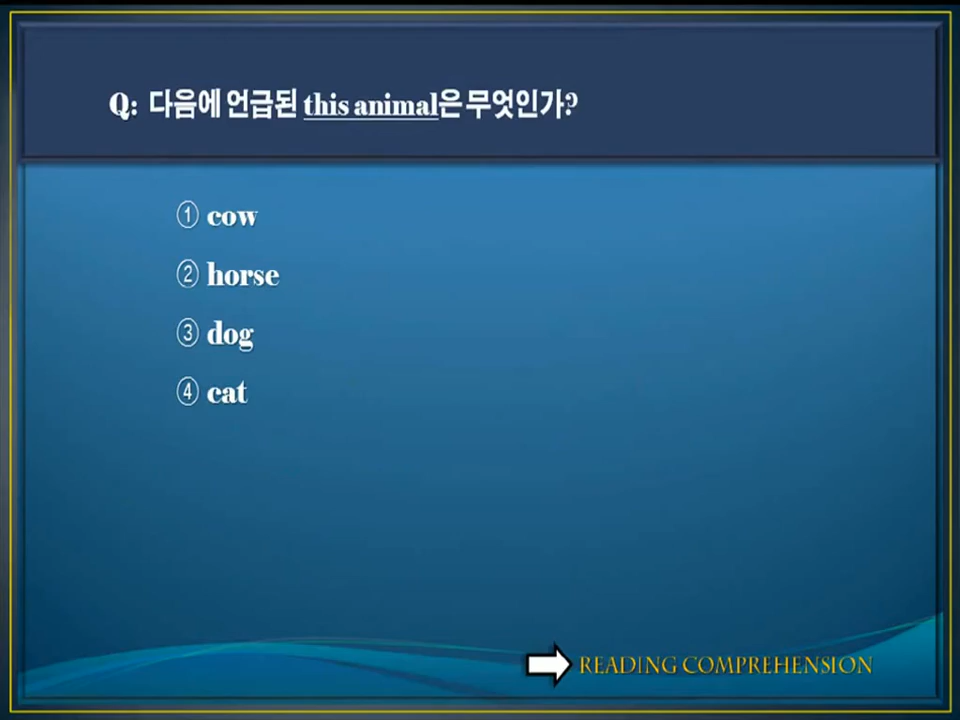 Q: 다음에 언급된 this animal은 무엇인가?
① cow
② horse
③ dog
④ cat
READING COMPREHENSION